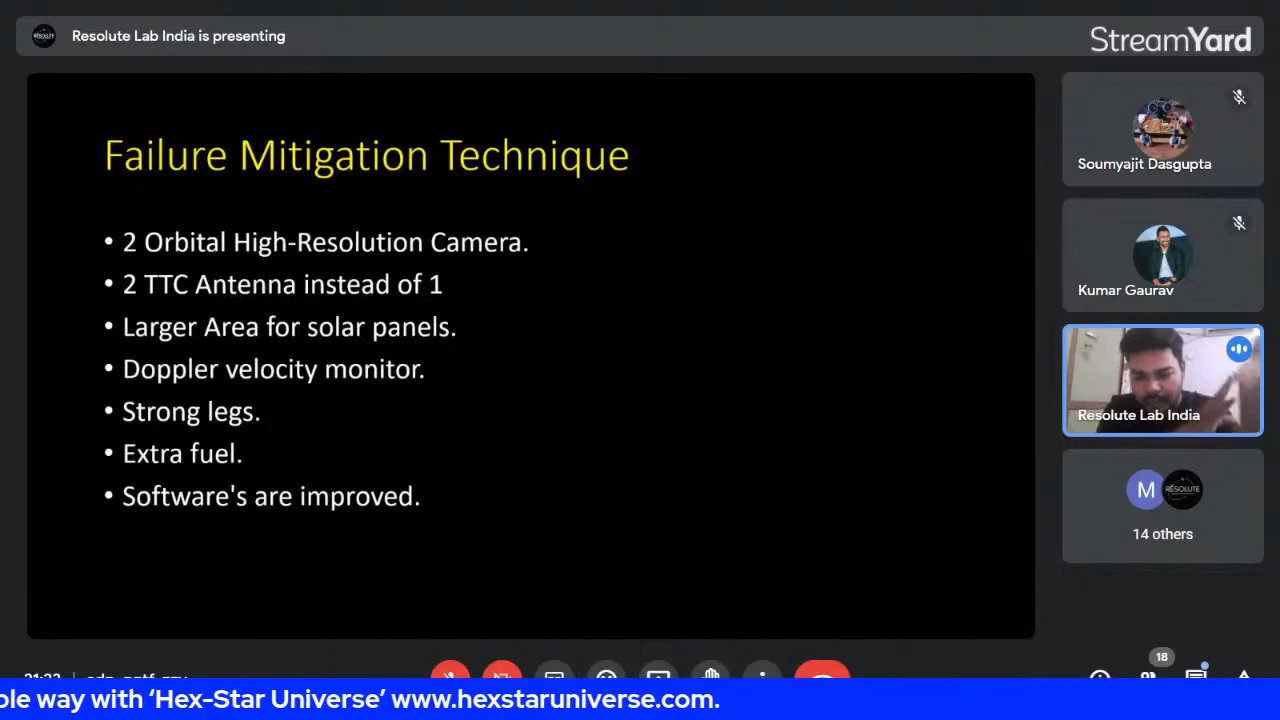 Resolute Lab India is presenting
StreamYard
Failure Mitigation Technique
• 2 Orbital High-Resolution Camera.
• 2 TTC Antenna instead of 1
• Larger Area for solar panels.
• Doppler velocity monitor.
• Strong legs.
• Extra fuel.
• Software's are improved.
Soumyajit Dasgupta
Kumar Gaurav
Resolute Lab India
M
RÉSOLUTE
14 others
18
ole way with ‘Hex-Star Universe’ www.hexstaruniverse.com.